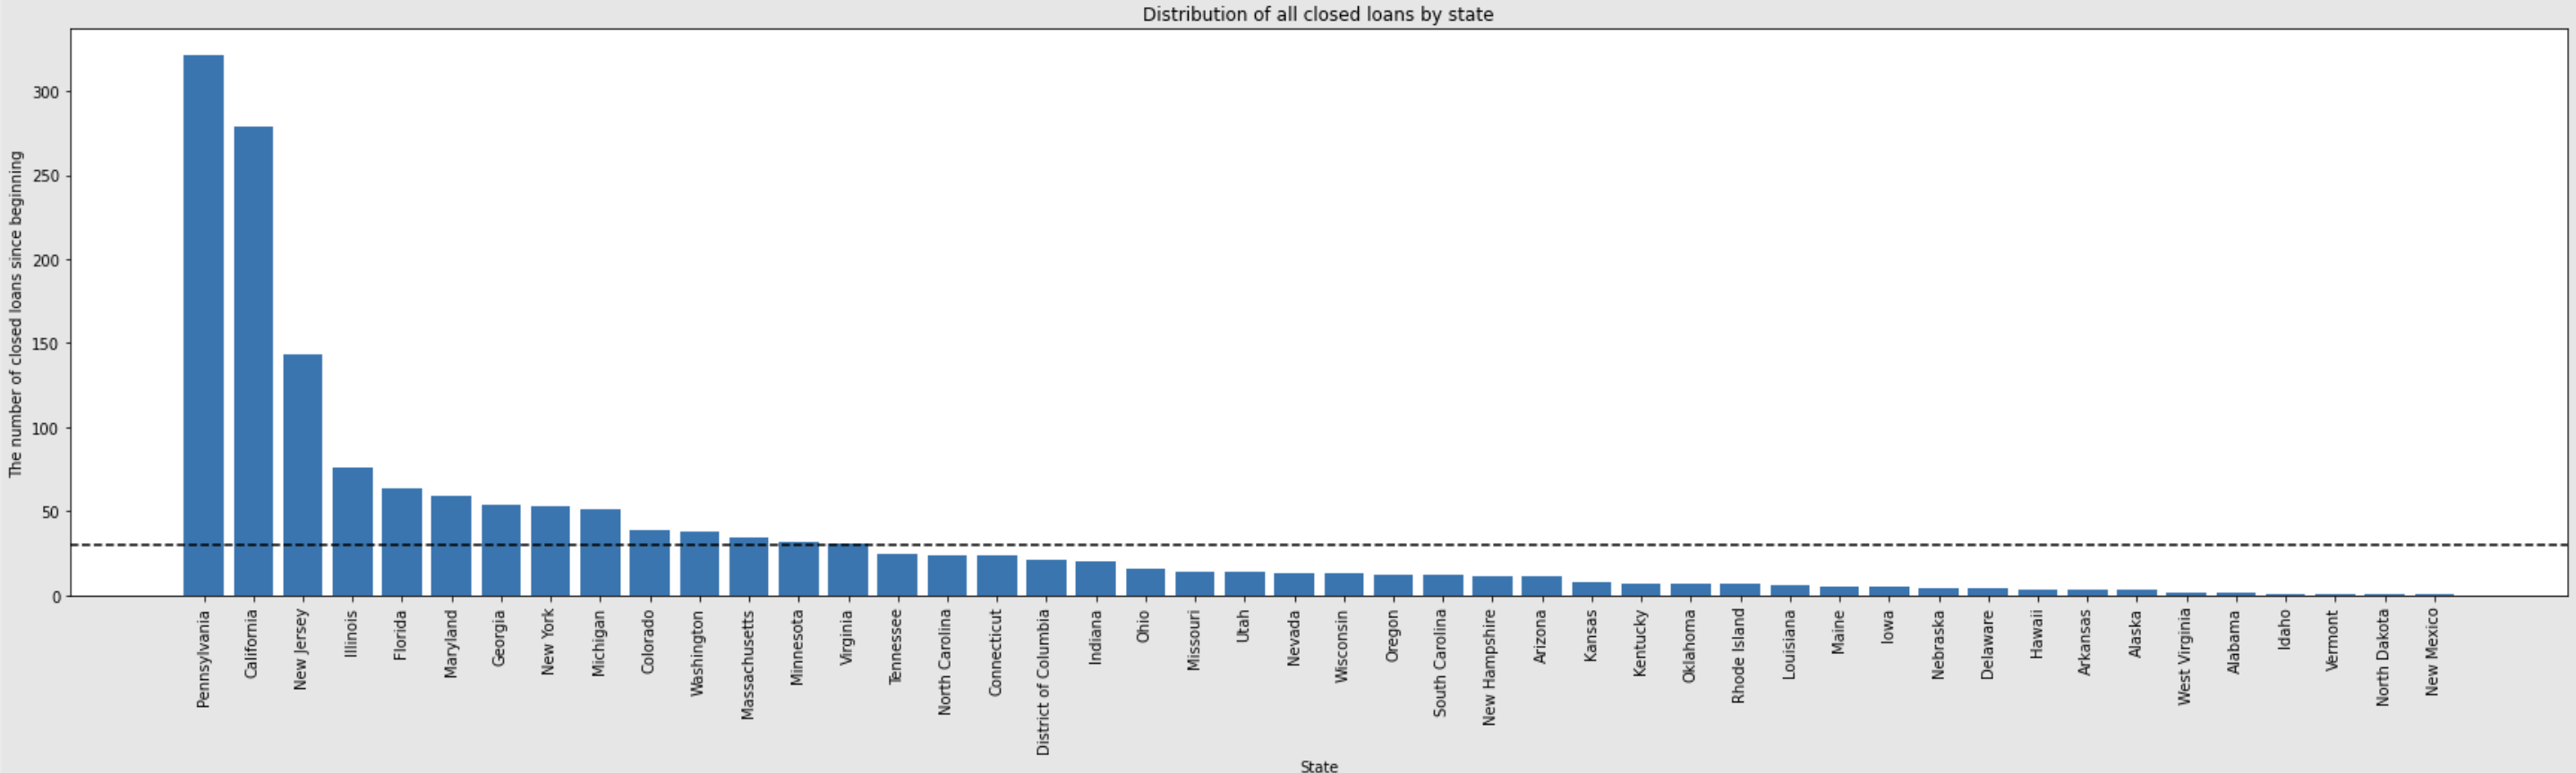 Distribution of all closed loans by state
The number of closed loans since beginning
300
250
200
150
100
50
0
Pennsylvania
California
New Jersey
Illinois
Florida
Maryland
Georgia
New York
Michigan
Colorado
Washington
Massachusetts
Minnesota
Virginia
Tennessee
North Carolina
Connecticut
District of Columbia
Indiana
Ohio
Missouri
Utah
Nevada
Wisconsin
Oregon
South Carolina
New Hampshire
Arizona
Kansas
Kentucky
Oklahoma
Rhode Island
Louisiana
Maine
Iowa
Nebraska
Delaware
Hawaii
Arkansas
Alaska
West Virginia
Alabama
Idaho
Vermont
North Dakota
New Mexico
State